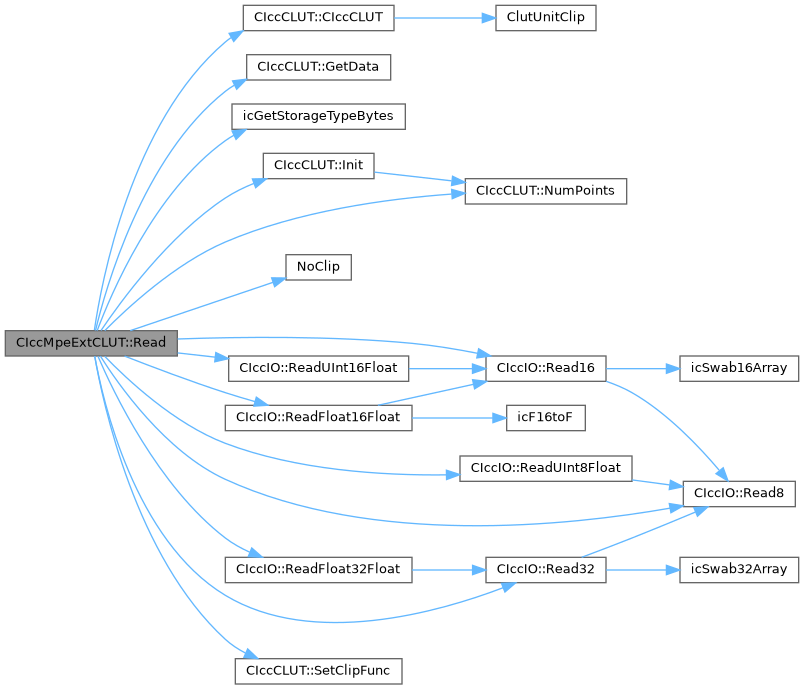 CIccCLUT::CIccCLUT
ClutUnitClip
CIccCLUT::GetData
icGetStorageTypeBytes
CIccCLUT::Init
CIccCLUT::NumPoints
NoClip
CIccMpeExtCLUT::Read
CIccIO::ReadUInt16Float
CIccIO::Read16
icSwab16Array
CIccIO::ReadFloat16Float
icF16toF
CIccIO::ReadUInt8Float
CIccIO::Read8
CIccIO::ReadFloat32Float
CIccIO::Read32
icSwab32Array
CIccCLUT::SetClipFunc